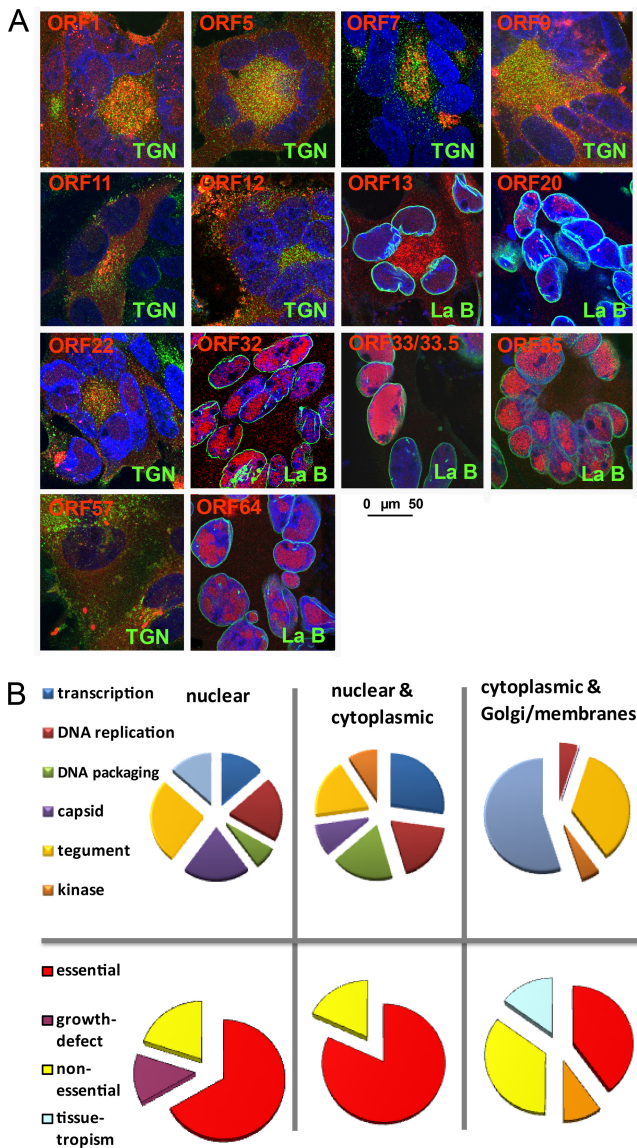 A
ORF1 ORF5 ORF7 ORF9
TGN TGN TGN TGN
ORF11 ORF12 ORF13 ORF20
TGN TGN La B La B
ORF22 ORF32 ORF33/33.5 ORF55
TGN La B La B La B
ORF57 ORF64
0 µm 50
TGN La B
B
nuclear
nuclear &
cytoplasmic
cytoplasmic &
Golgi/membranes
transcription
DNA replication
DNA packaging
capsid
tegument
kinase
essential
growth-
defect
non-
essential
tissue-
tropism